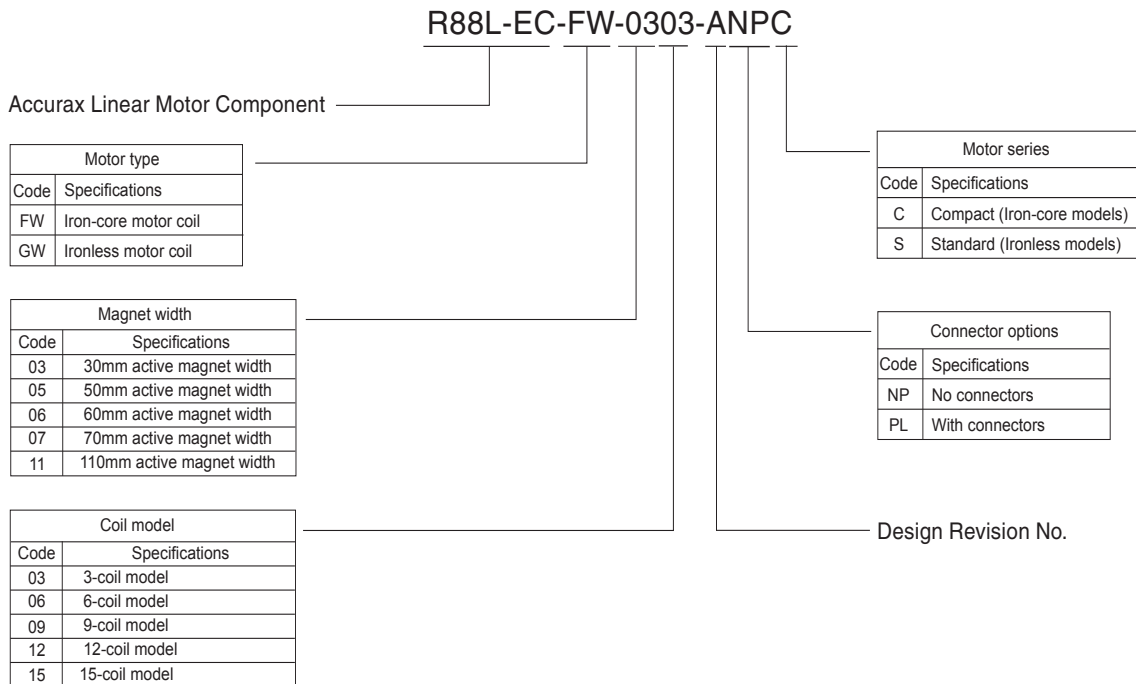 R88L-EC-FW-0303-ANPC
Accurax Linear Motor Component
Motor type
Code Specifications
FW Iron-core motor coil
GW Ironless motor coil
Magnet width
Code Specifications
03 30mm active magnet width
05 50mm active magnet width
06 60mm active magnet width
07 70mm active magnet width
11 110mm active magnet width
Coil model
Code Specifications
03 3-coil model
06 6-coil model
09 9-coil model
12 12-coil model
15 15-coil model
Motor series
Code Specifications
C Compact (Iron-core models)
S Standard (Ironless models)
Connector options
Code Specifications
NP No connectors
PL With connectors
Design Revision No.